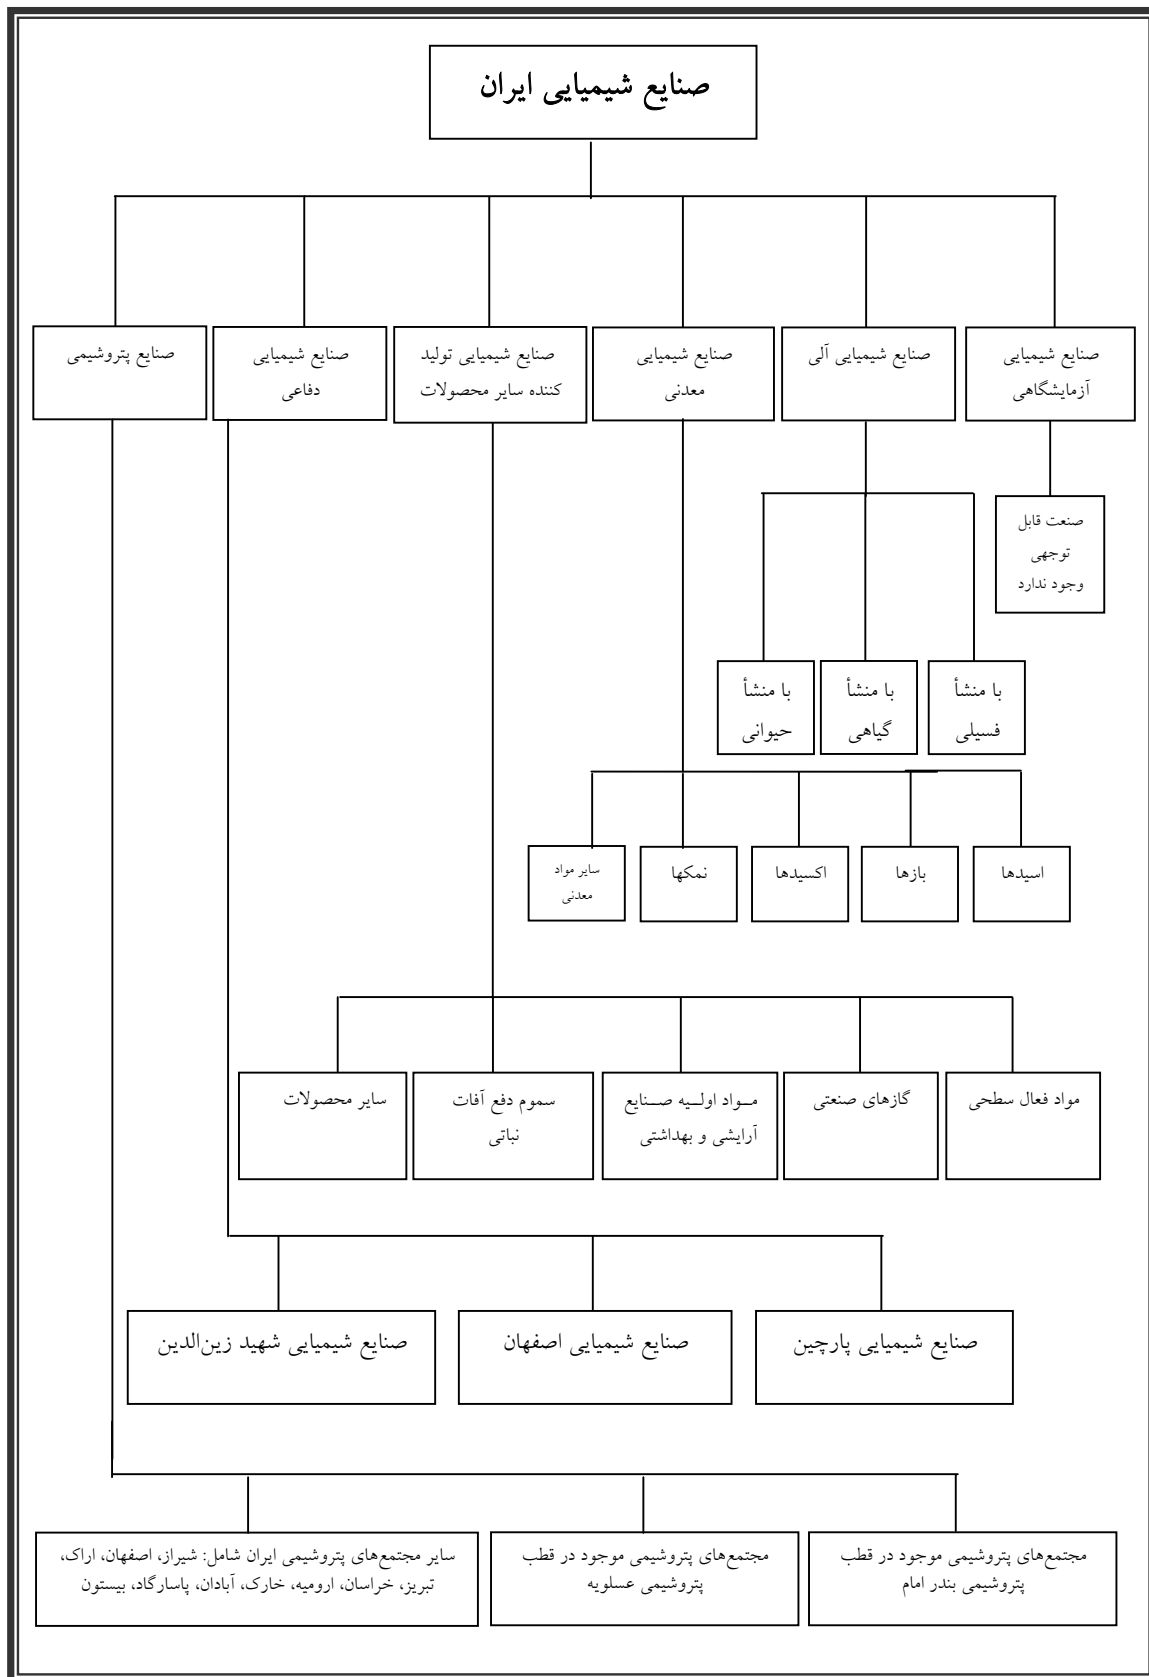 صنایع شیمیایی ایران
صنایع شیمیایی
آزمایشگاهی
صنایع شیمیایی آلی
صنایع شیمیایی
معدنی
صنایع شیمیایی تولید
کننده سایر محصولات
صنایع شیمیایی
دفاعی
صنایع پتروشیمی
صنعت قابل
توجهی
وجود ندارد
با منشأ
فسیلی
با منشأ
گیاهی
با منشأ
حیوانی
اسیدها
بازها
اکسیدها
نمکها
سایر مواد
معدنی
مواد فعال سطحی
گازهای صنعتی
مـواد اولـیه صـنایع
آرایشی و بهداشتی
سموم دفع آفات
نباتی
سایر محصولات
صنایع شیمیایی پارچین
صنایع شیمیایی اصفهان
صنایع شیمیایی شهید زین‌الدین
مجتمع‌های پتروشیمی موجود در قطب
پتروشیمی بندر امام
مجتمع‌های پتروشیمی موجود در قطب
پتروشیمی عسلویه
سایر مجتمع‌های پتروشیمی ایران شامل: شیراز، اصفهان، اراک،
تبریز، خراسان، ارومیه، خارک، آبادان، پاسارگاد، بیستون